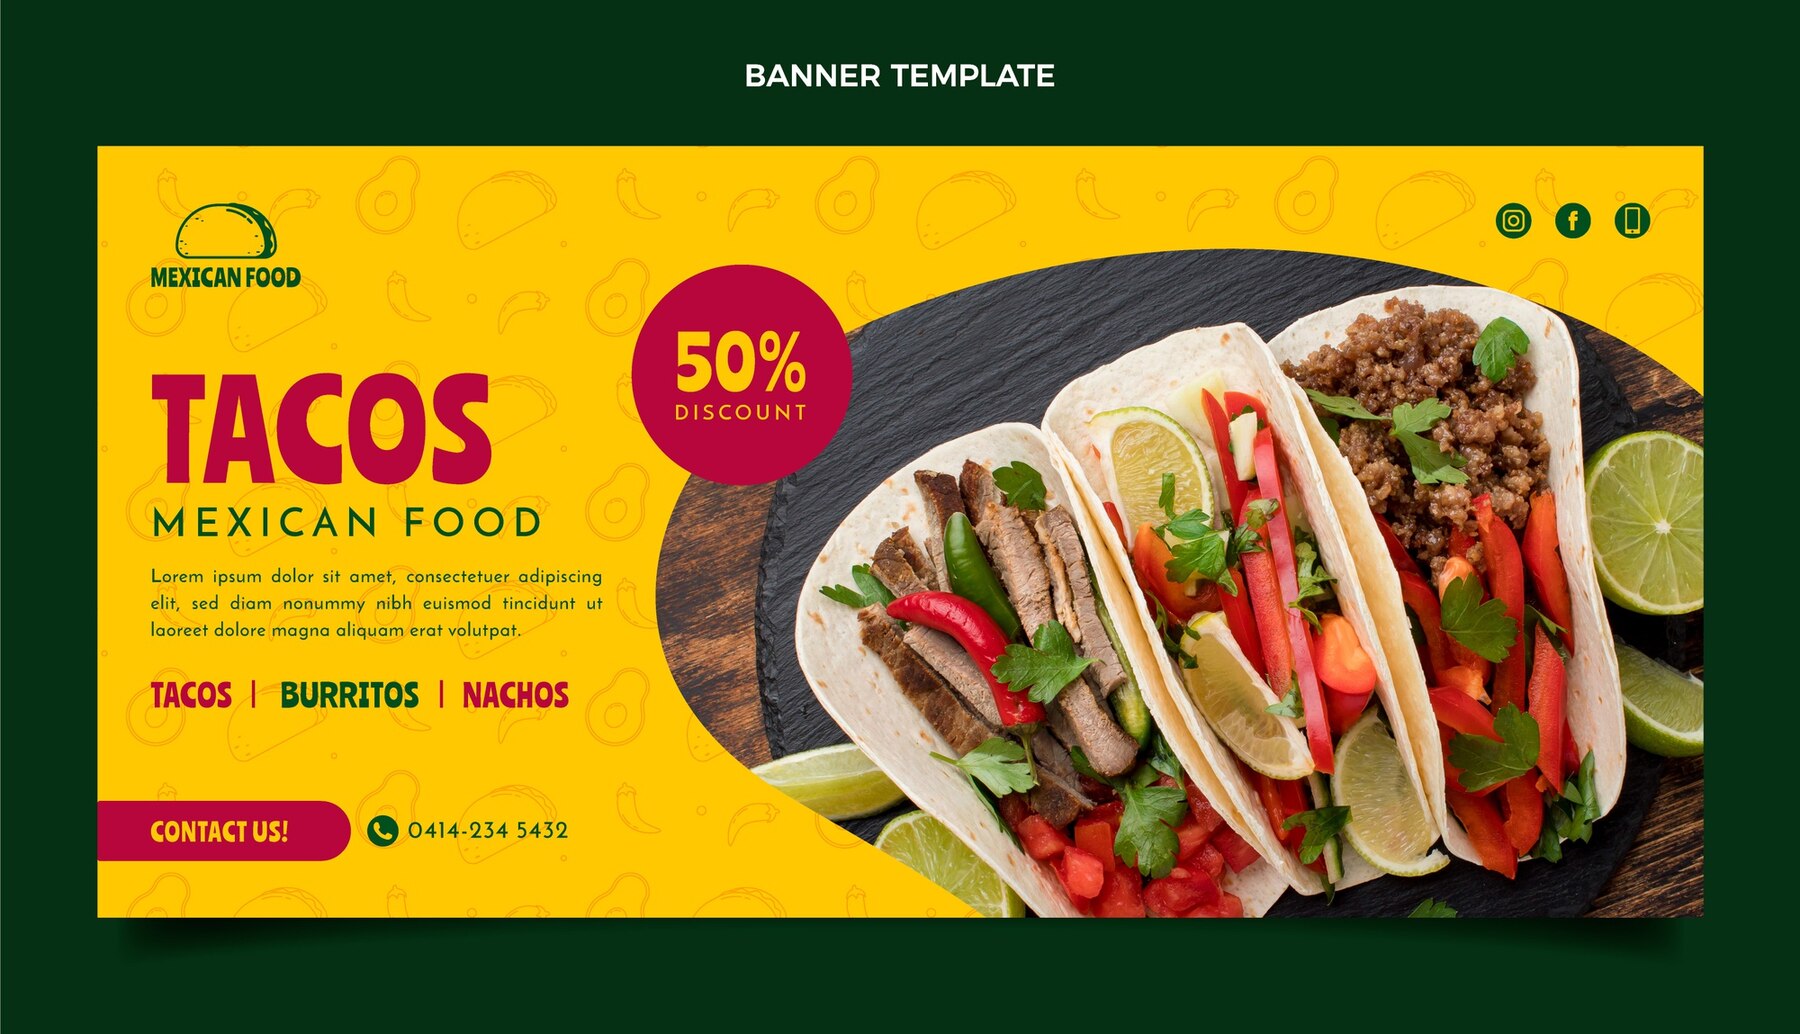 BANNER TEMPLATE
MEXICAN FOOD
50%
DISCOUNT
TACOS
MEXICAN FOOD
Lorem ipsum dolor sit amet, consectetuer adipiscing
elit, sed diam nonummy nibh euismod tincidunt ut
laoreet dolore magna aliquam erat volutpat.
TACOS | BURRITOS | NACHOS
CONTACT US! 0414-234 5432